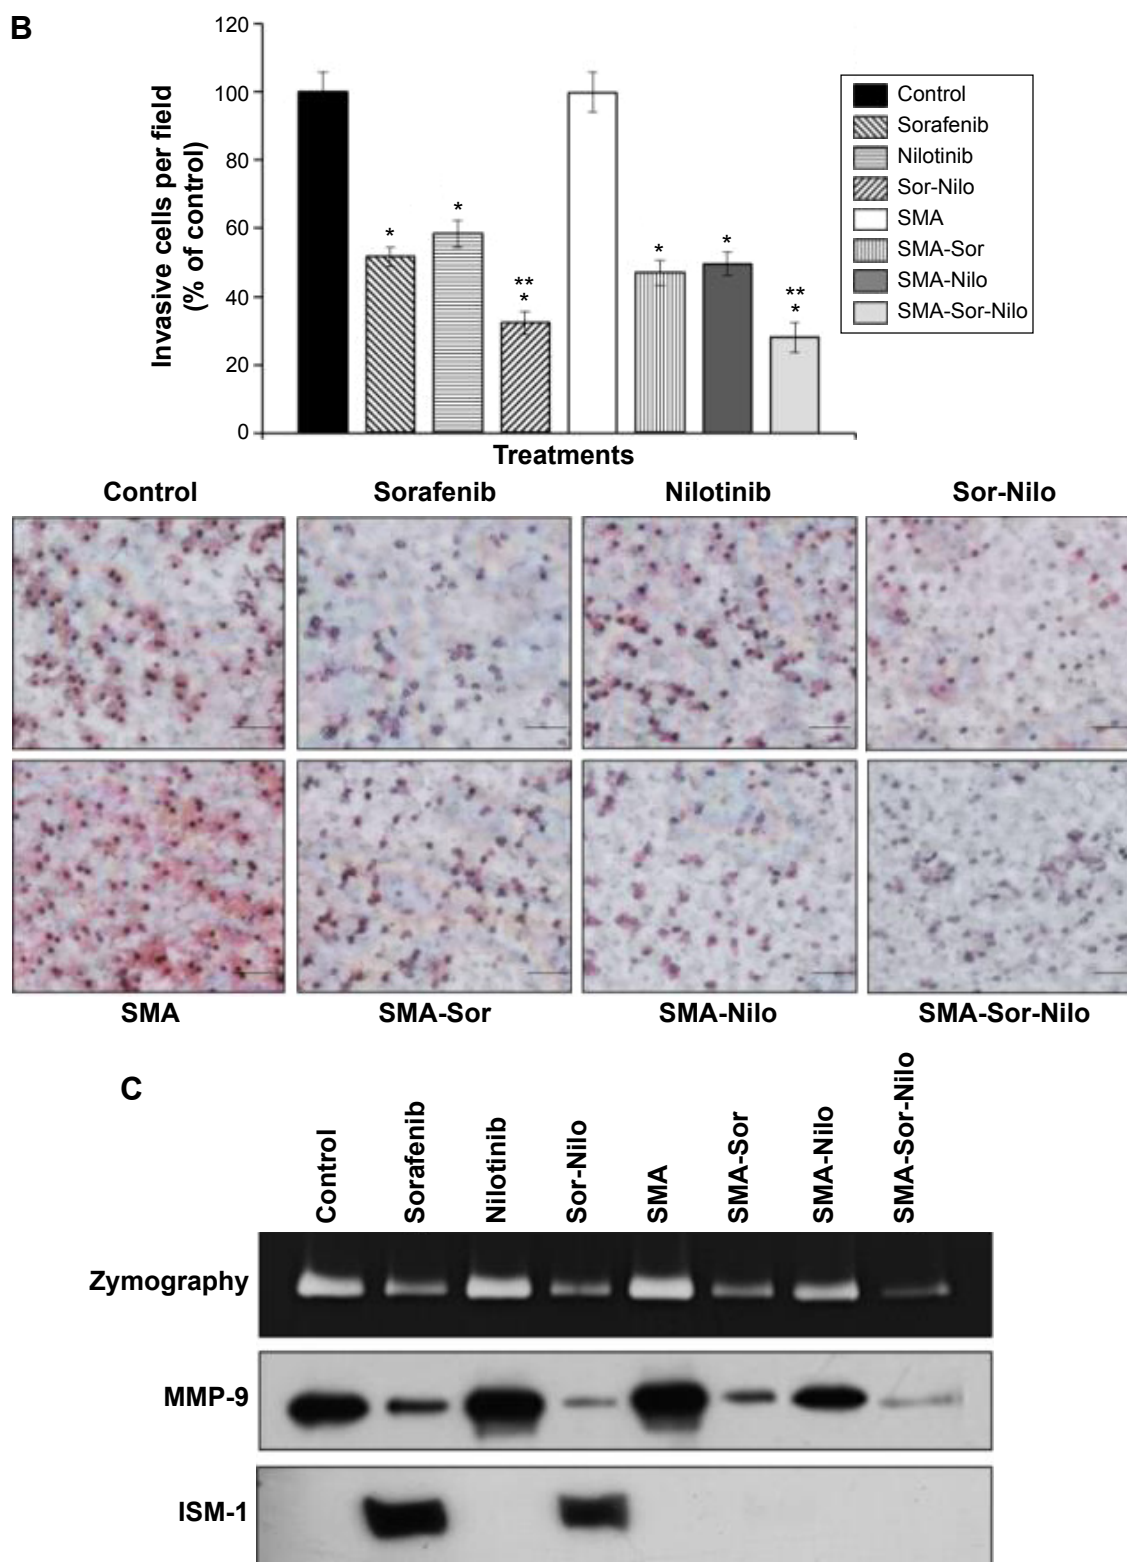 B
Invasive cells per field
(% of control)
120
100
80
60
40
20
0
*
*
**
*
*
*
**
*
Treatments
Control
Sorafenib
Nilotinib
Sor-Nilo
SMA
SMA-Sor
SMA-Nilo
SMA-Sor-Nilo
Control Sorafenib Nilotinib Sor-Nilo
SMA SMA-Sor SMA-Nilo SMA-Sor-Nilo
C
Control
Sorafenib
Nilotinib
Sor-Nilo
SMA
SMA-Sor
SMA-Nilo
SMA-Sor-Nilo
Zymography
MMP-9
ISM-1